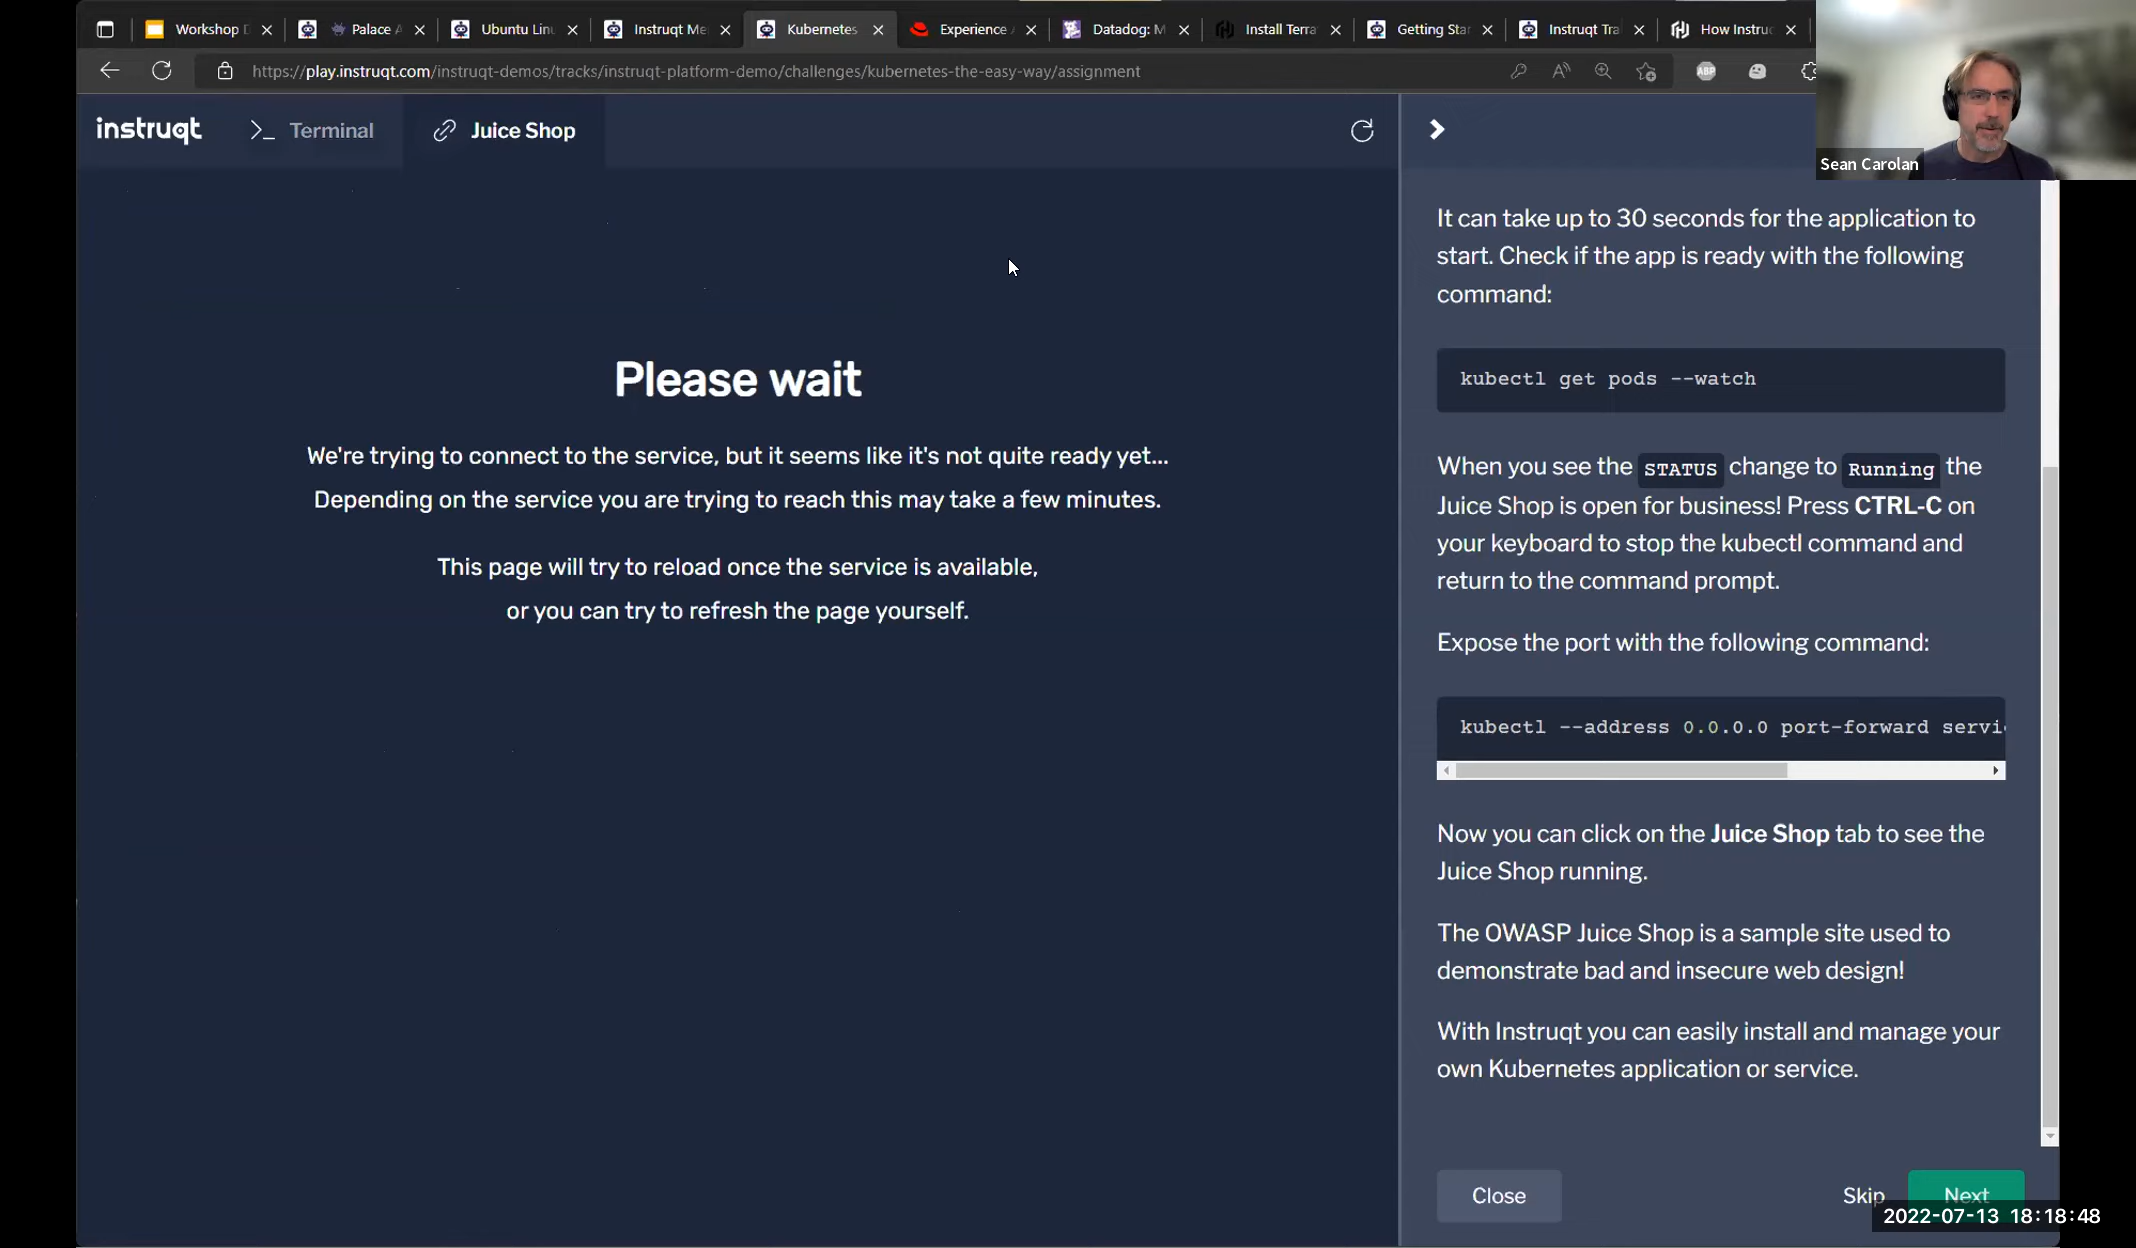 Workshop D
Palace A
Ubuntu Linu
Instruqt Me
Kubernetes
Experience A
Datadog: M
Install Terra
Getting Star
Instruqt Tra
How Instruc
https://play.instruqt.com/instruqt-demos/tracks/instruqt-platform-demo/challenges/kubernetes-the-easy-way/assignment
ABP
instruqt
Terminal
Juice Shop
Sean Carolan
Please wait
We're trying to connect to the service, but it seems like it's not quite ready yet...
Depending on the service you are trying to reach this may take a few minutes.
This page will try to reload once the service is available,
or you can try to refresh the page yourself.
It can take up to 30 seconds for the application to
start. Check if the app is ready with the following
command:
kubectl get pods --watch
When you see the STATUS change to Running the
Juice Shop is open for business! Press CTRL-C on
your keyboard to stop the kubectl command and
return to the command prompt.
Expose the port with the following command:
kubectl --address 0.0.0.0 port-forward servi
Now you can click on the Juice Shop tab to see the
Juice Shop running.
The OWASP Juice Shop is a sample site used to
demonstrate bad and insecure web design!
With Instruqt you can easily install and manage your
own Kubernetes application or service.
Close
Skip
Next
2022-07-13 18:18:48